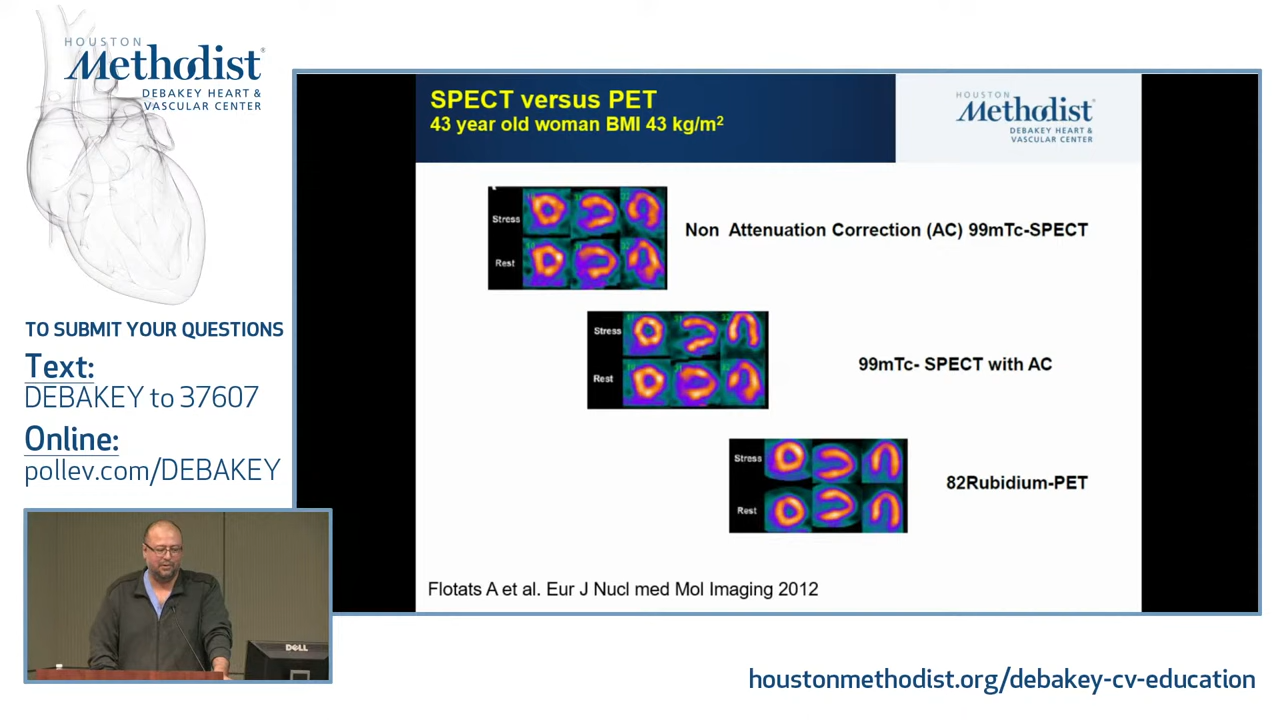 HOUSTON
Methodist®
DEBAKEY HEART &
VASCULAR CENTER
TO SUBMIT YOUR QUESTIONS
Text:
DEBAKEY to 37607
Online:
pollev.com/DEBAKEY
SPECT versus PET
43 year old woman BMI 43 kg/m²
HOUSTON
Methodist®
DEBAKEY HEART &
VASCULAR CENTER
Stress
Rest
Non Attenuation Correction (AC) 99mTc-SPECT
Stress
Rest
99mTc- SPECT with AC
Stress
Rest
82Rubidium-PET
Flotats A et al. Eur J Nucl med Mol Imaging 2012
DELL
houstonmethodist.org/debakey-cv-education